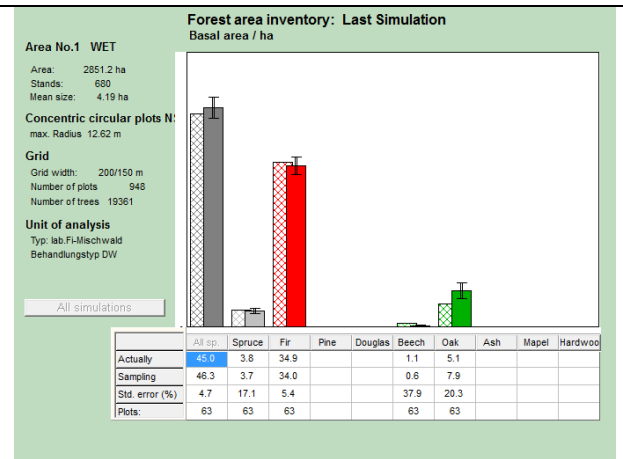 Forest area inventory: Last Simulation
Basal area / ha
Area No.1 WET
Area: 2851.2 ha
Stands: 680
Mean size: 4.19 ha
Concentric circular plots N
max. Radius 12.62 m
Grid
Grid width: 200/150 m
Number of plots 948
Number of trees 19361
Unit of analysis
Typ: lab.Fi-Mischwald
Behandlungstyp DW
All simulations
All sp. Spruce Fir Pine Douglas Beech Oak Ash Mapel Hardwoo
Actually 45.0 3.8 34.9 1.1 5.1
Sampling 46.3 3.7 34.0 0.6 7.9
Std. error (%) 4.7 17.1 5.4 37.9 20.3
Plots: 63 63 63 63 63